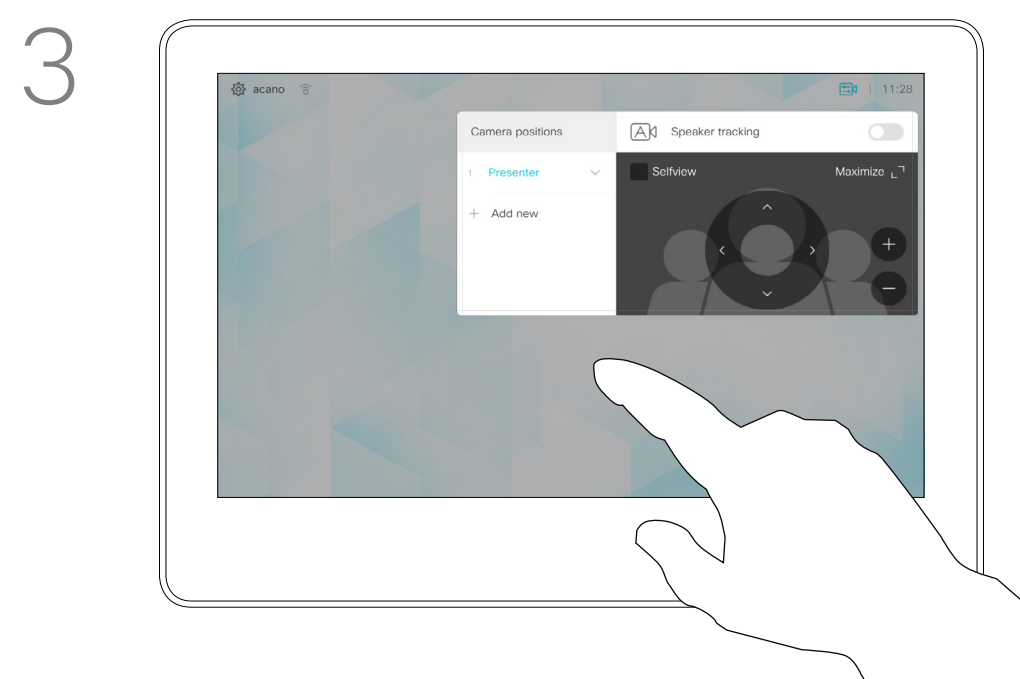 3
acano
11:28
Camera positions
Speaker tracking
1 Presenter
Selfview
Maximize
+ Add new